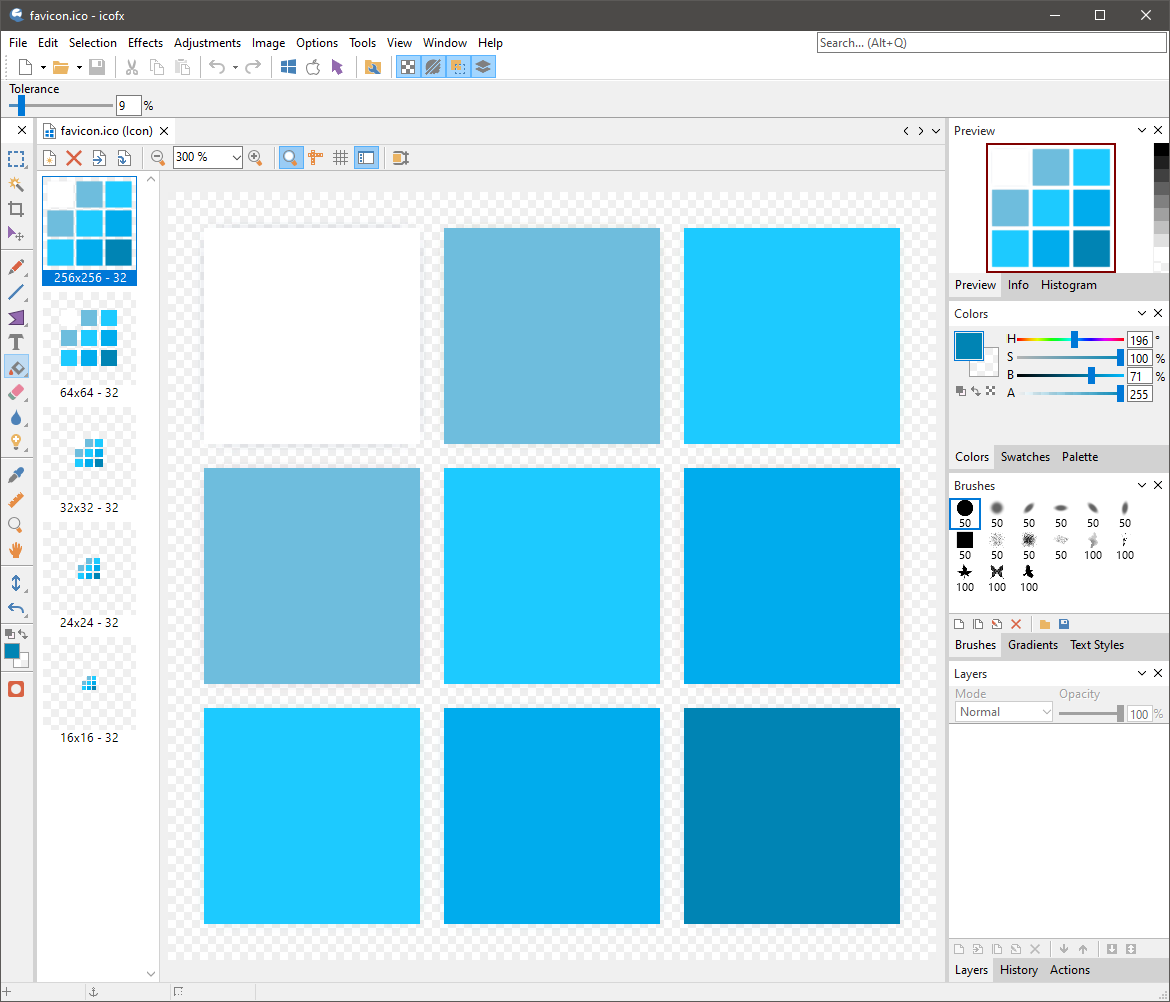 favicon.ico - icofx
File Edit Selection Effects Adjustments Image Options Tools View Window Help
Search... (Alt+Q)
Tolerance
9 %
favicon.ico (Icon)
300 %
256x256 - 32
64x64 - 32
32x32 - 32
24x24 - 32
16x16 - 32
Preview
Preview Info Histogram
Colors
H 196 °
S 100 %
B 71 %
A 255
Colors Swatches Palette
Brushes
50 50 50 50 50 50
50 50 50 50 100 100
100 100 100
Brushes Gradients Text Styles
Layers
Mode Opacity
Normal 100 %
Layers History Actions